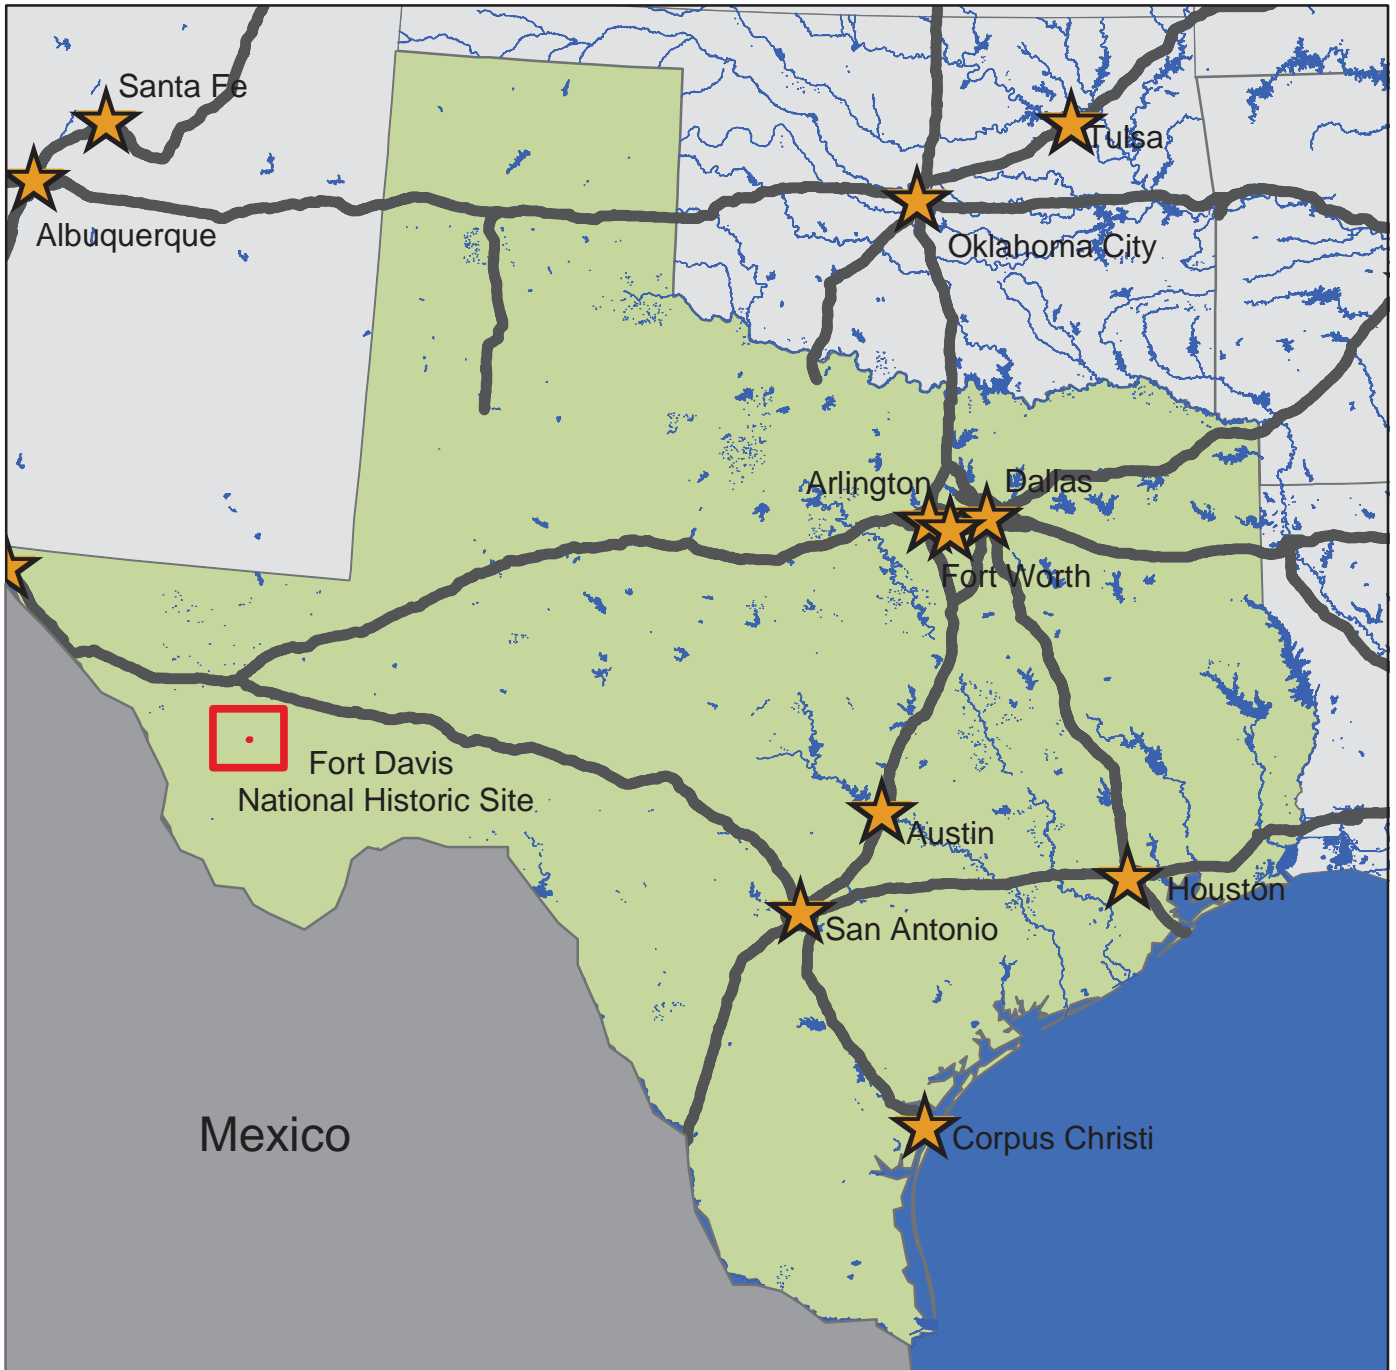 Santa Fe
Tulsa
Albuquerque
Oklahoma City
Arlington
Dallas
Fort Worth
Fort Davis
National Historic Site
Austin
Houston
San Antonio
Mexico
Corpus Christi